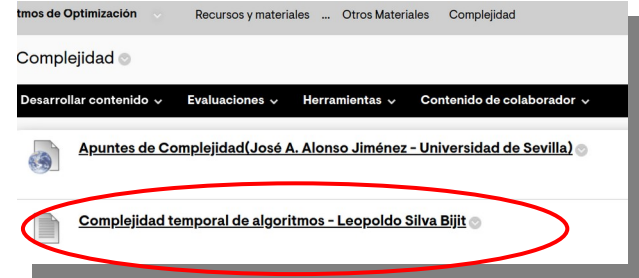 tmos de Optimización Recursos y materiales ... Otros Materiales Complejidad
Complejidad
Desarrollar contenido Evaluaciones Herramientas Contenido de colaborador
Apuntes de Complejidad(José A. Alonso Jiménez - Universidad de Sevilla)
Complejidad temporal de algoritmos - Leopoldo Silva Bijit